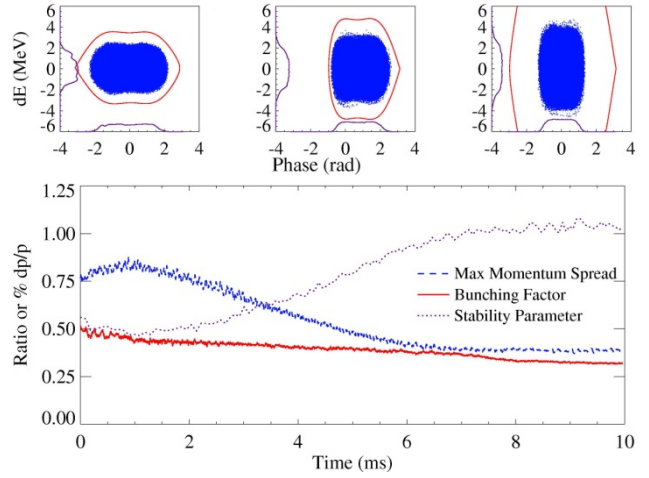 6
4
2
0
-2
-4
-6
-4 -2 0 2 4
dE (MeV)
6
4
2
0
-2
-4
-6
-4 -2 0 2 4
6
4
2
0
-2
-4
-6
-4 -2 0 2 4
Phase (rad)
1.25
1.00
0.75
0.50
0.25
0.00
Ratio or % dp/p
Max Momentum Spread
Bunching Factor
Stability Parameter
0 2 4 6 8 10
Time (ms)